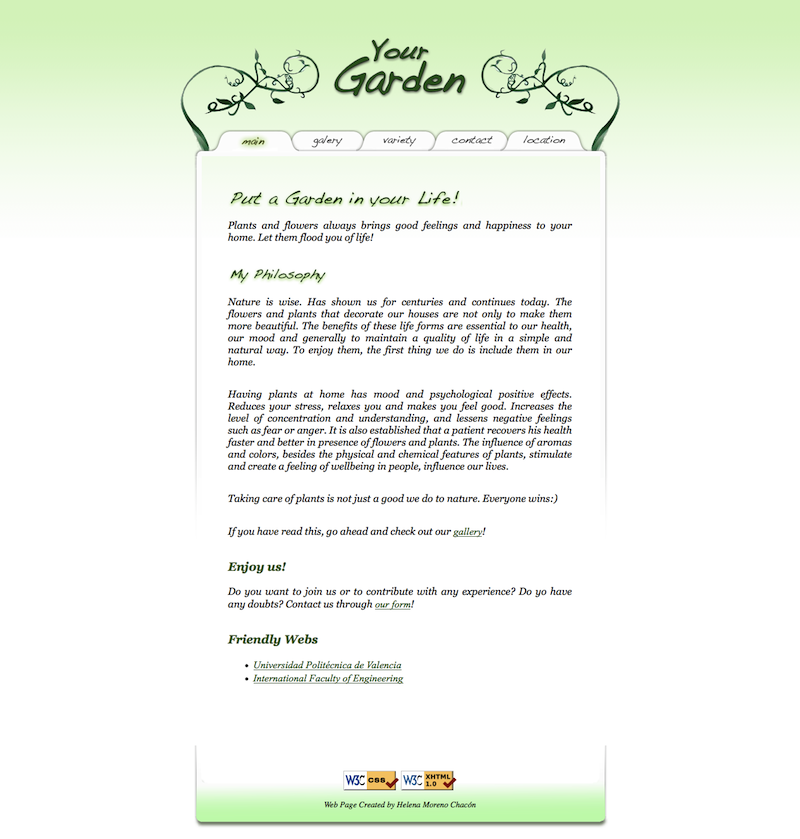 Your
Garden
main galery variety contact location
Put a Garden in your Life!
Plants and flowers always brings good feelings and happiness to your
home. Let them flood you of life!
My Philosophy
Nature is wise. Has shown us for centuries and continues today. The
flowers and plants that decorate our houses are not only to make them
more beautiful. The benefits of these life forms are essential to our health,
our mood and generally to maintain a quality of life in a simple and
natural way. To enjoy them, the first thing we do is include them in our
home.
Having plants at home has mood and psychological positive effects.
Reduces your stress, relaxes you and makes you feel good. Increases the
level of concentration and understanding, and lessens negative feelings
such as fear or anger. It is also established that a patient recovers his health
faster and better in presence of flowers and plants. The influence of aromas
and colors, besides the physical and chemical features of plants, stimulate
and create a feeling of wellbeing in people, influence our lives.
Taking care of plants is not just a good we do to nature. Everyone wins:)
If you have read this, go ahead and check out our gallery!
Enjoy us!
Do you want to join us or to contribute with any experience? Do yo have
any doubts? Contact us through our form!
Friendly Webs
• Universidad Politécnica de Valencia
• International Faculty of Engineering
W3C CSS W3C XHTML 1.0
Web Page Created by Helena Moreno Chacón